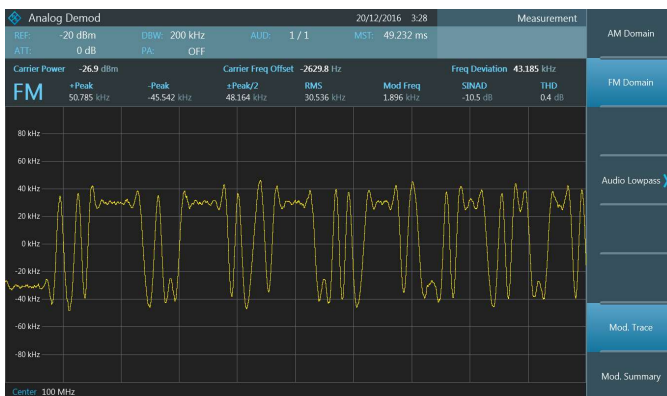 Analog Demod 20/12/2016 3:28 Measurement
REF: -20 dBm DBW: 200 kHz AUD: 1 / 1 MST: 49.232 ms
ATT: 0 dB PA: OFF
Carrier Power -26.9 dBm Carrier Freq Offset -2629.8 Hz Freq Deviation 43.185 kHz
FM +Peak -Peak ±Peak/2 RMS Mod Freq SINAD THD
50.785 kHz -45.542 kHz 48.164 kHz 30.536 kHz 1.896 kHz -10.5 dB 0.4 dB
80 kHz
60 kHz
40 kHz
20 kHz
0 kHz
-20 kHz
-40 kHz
-60 kHz
-80 kHz
Center 100 MHz
AM Domain
FM Domain
Audio Lowpass
Mod. Trace
Mod. Summary